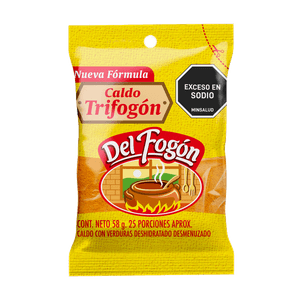 Nueva Fórmula
Caldo
Trifogón
EXCESO EN
SODIO
MINSALUD
Del Fogón
CONT. NETO 58 g. 25 PORCIONES APROX.
CALDO CON VERDURAS DESHIDRATADO DESMENUZADO